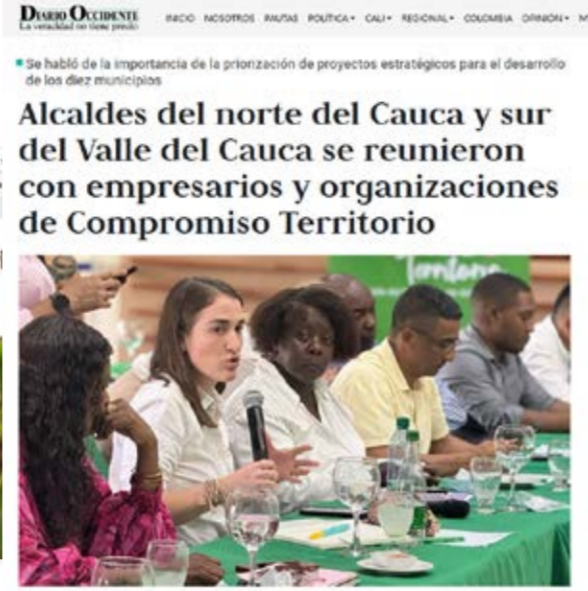 DIARIO OCCIDENTE
La veracidad no tiene precio
INICIO NOSOTROS PAUTAS POLÍTICA CALI REGIONAL COLOMBIA OPINIÓN
Se habló de la importancia de la priorización de proyectos estratégicos para el desarrollo
de los diez municipios
Alcaldes del norte del Cauca y sur
del Valle del Cauca se reunieron
con empresarios y organizaciones
de Compromiso Territorio
Territorio